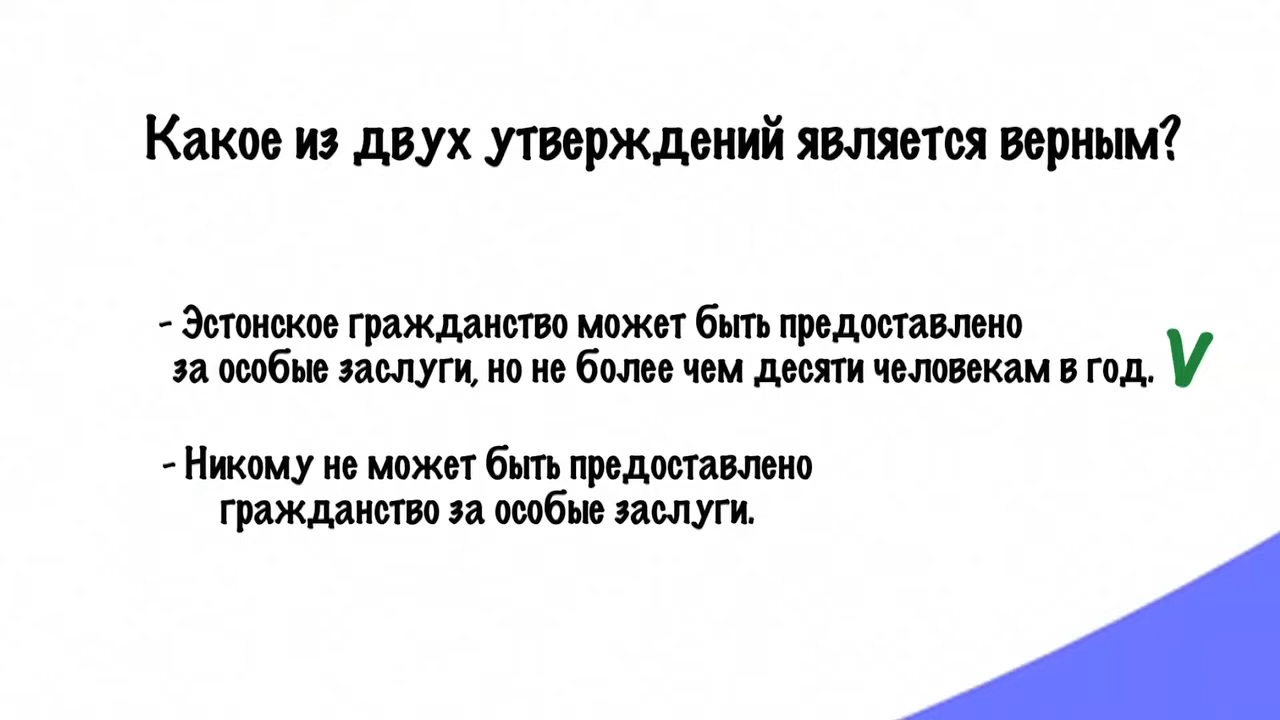 Какое из двух утверждений является верным?
- Эстонское гражданство может быть предоставлено
за особые заслуги, но не более чем десяти человекам в год. V
- Никому не может быть предоставлено
гражданство за особые заслуги.